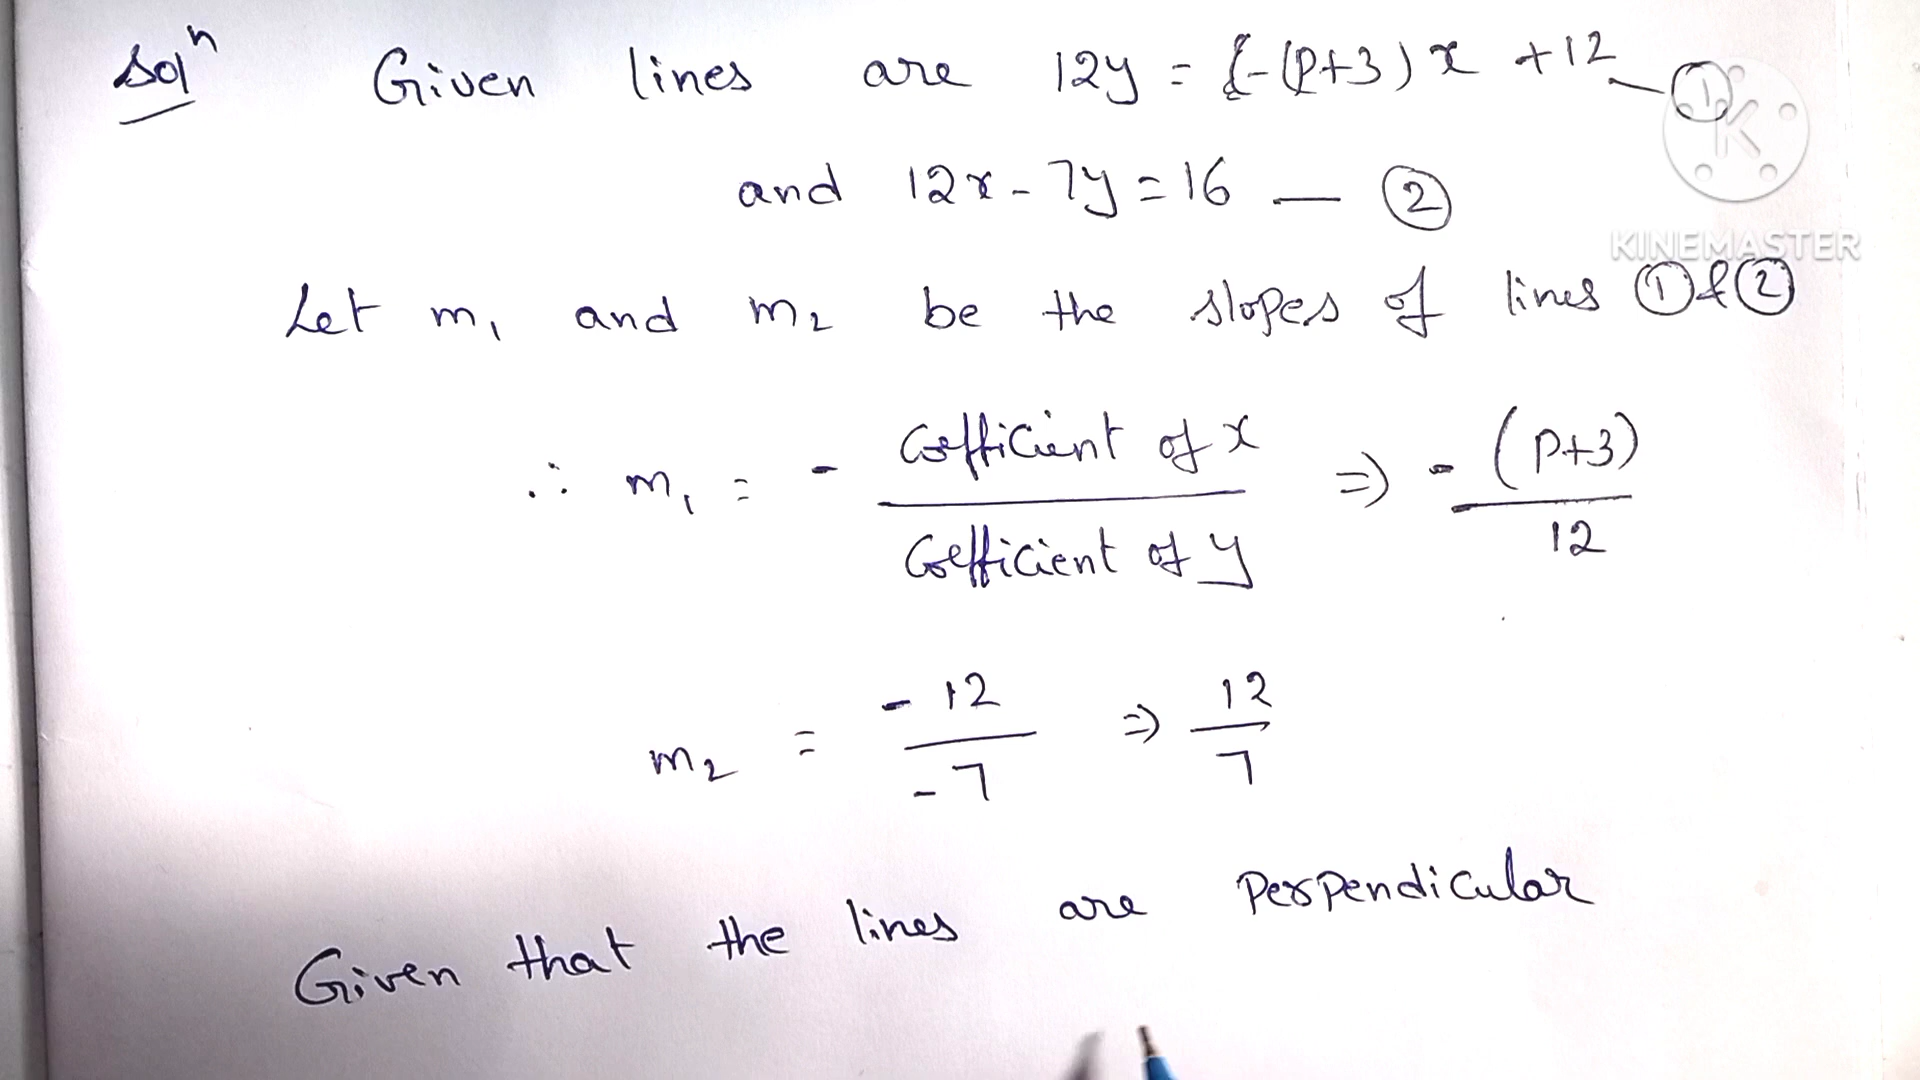 Solⁿ Given lines are 12y = {-(P+3)x +12 — ①
and 12x - 7y = 16 — ②
KINEMASTER
Let m₁ and m₂ be the slopes of lines ① & ②
∴ m₁ = - Coefficient of x / Coefficient of y ⇒ - (P+3) / 12
m₂ = -12 / -7 ⇒ 12 / 7
Given that the lines are Perpendicular